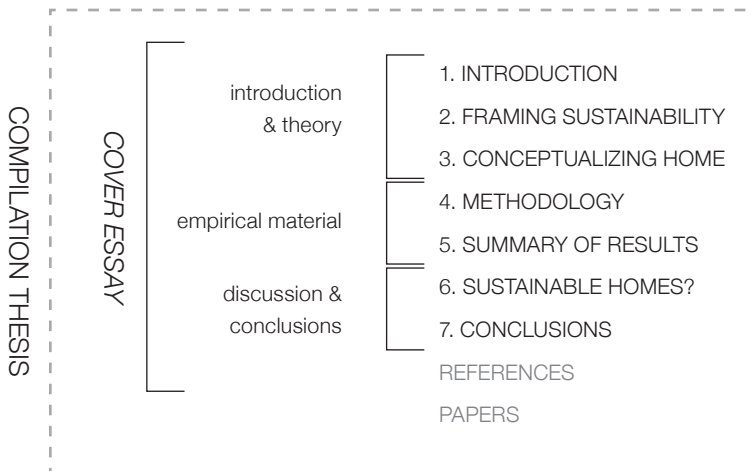 COMPILATION THESIS
COVER ESSAY
introduction
& theory
1. INTRODUCTION
2. FRAMING SUSTAINABILITY
3. CONCEPTUALIZING HOME
empirical material
4. METHODOLOGY
5. SUMMARY OF RESULTS
discussion &
conclusions
6. SUSTAINABLE HOMES?
7. CONCLUSIONS
REFERENCES
PAPERS